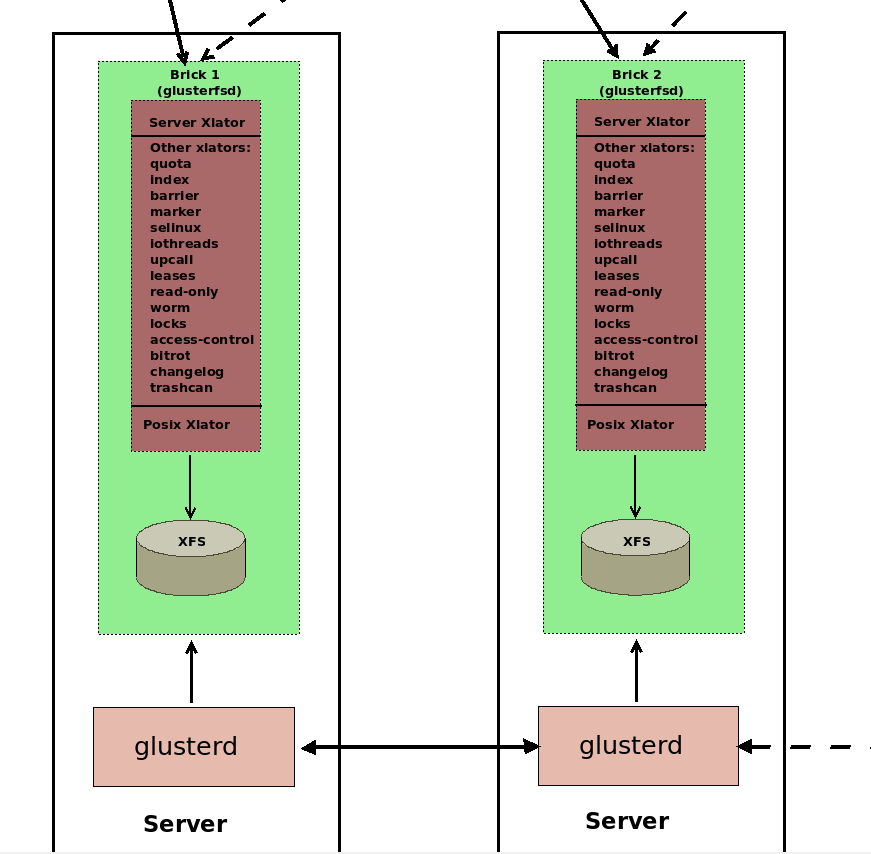 Brick 1
(glusterfsd)
Server Xlator
Other xlators:
quota
index
barrier
marker
selinux
iothreads
upcall
leases
read-only
worm
locks
access-control
bitrot
changelog
trashcan
Posix Xlator
XFS
glusterd
Server
Brick 2
(glusterfsd)
Server Xlator
Other xlators:
quota
index
barrier
marker
selinux
iothreads
upcall
leases
read-only
worm
locks
access-control
bitrot
changelog
trashcan
Posix Xlator
XFS
glusterd
Server